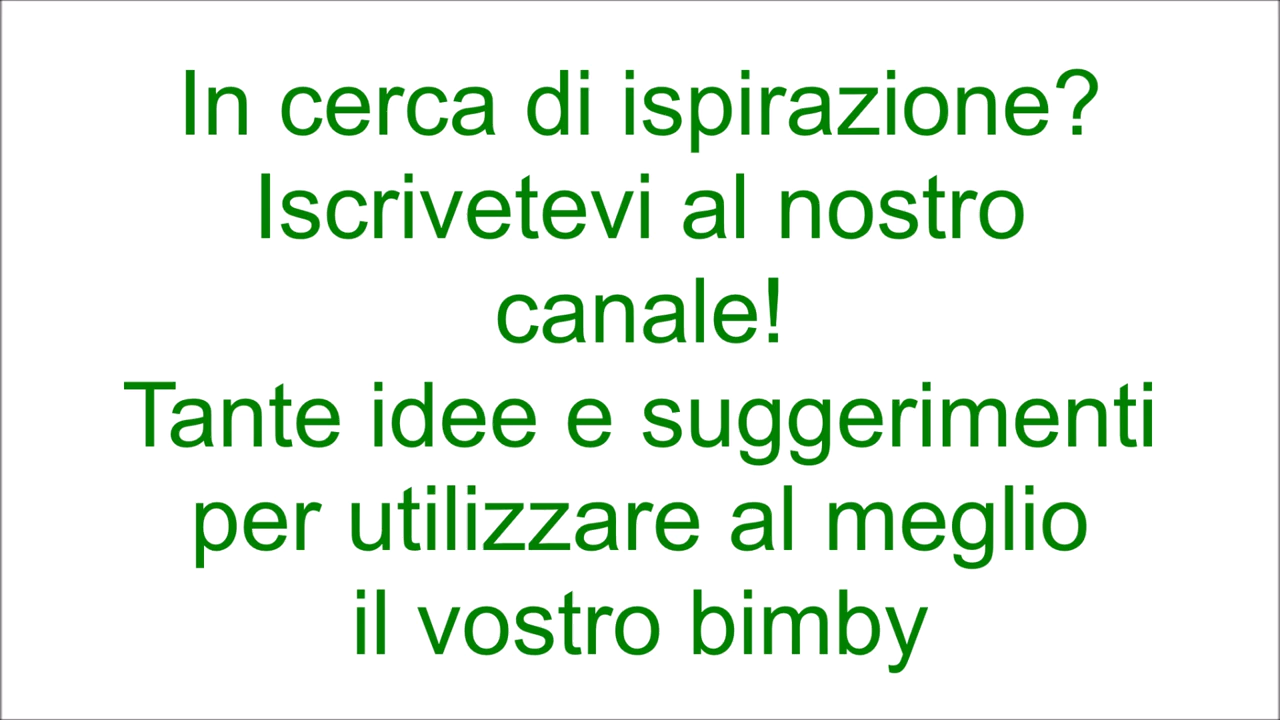 In cerca di ispirazione?
Iscrivetevi al nostro
canale!
Tante idee e suggerimenti
per utilizzare al meglio
il vostro bimby